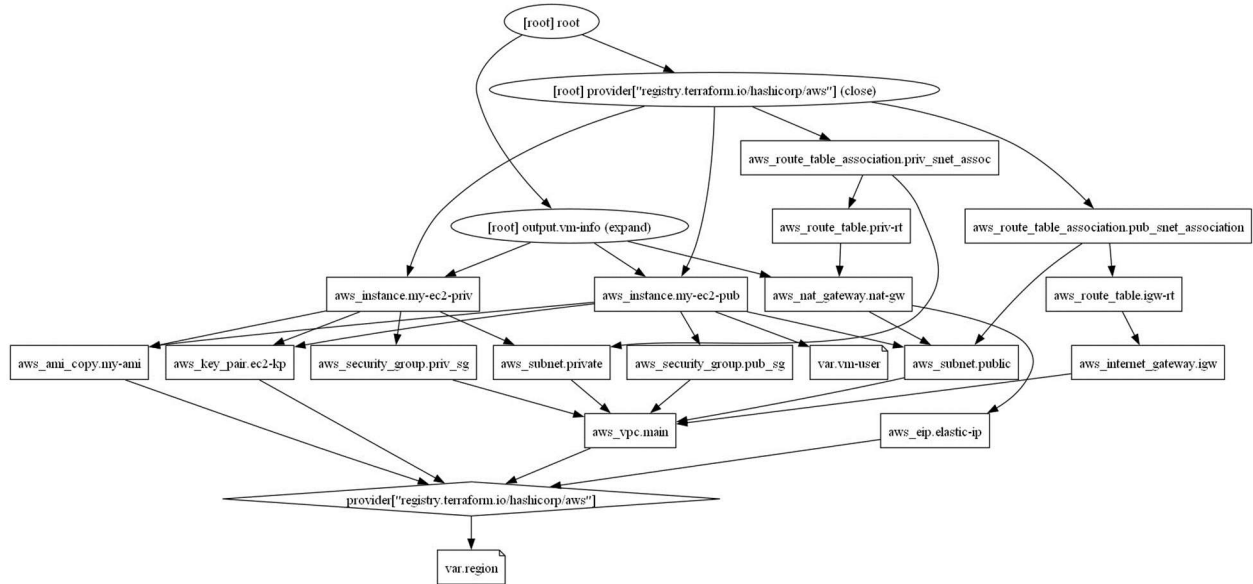 [root] root
[root] provider["registry.terraform.io/hashicorp/aws"] (close)
aws_route_table_association.priv_snet_assoc
[root] output.vm-info (expand)
aws_route_table.priv-rt
aws_route_table_association.pub_snet_association
aws_instance.my-ec2-priv
aws_instance.my-ec2-pub
aws_nat_gateway.nat-gw
aws_route_table.igw-rt
aws_ami_copy.my-ami
aws_key_pair.ec2-kp
aws_security_group.priv_sg
aws_subnet.private
aws_security_group.pub_sg
var.vm-user
aws_subnet.public
aws_internet_gateway.igw
aws_vpc.main
aws_eip.elastic-ip
provider["registry.terraform.io/hashicorp/aws"]
var.region